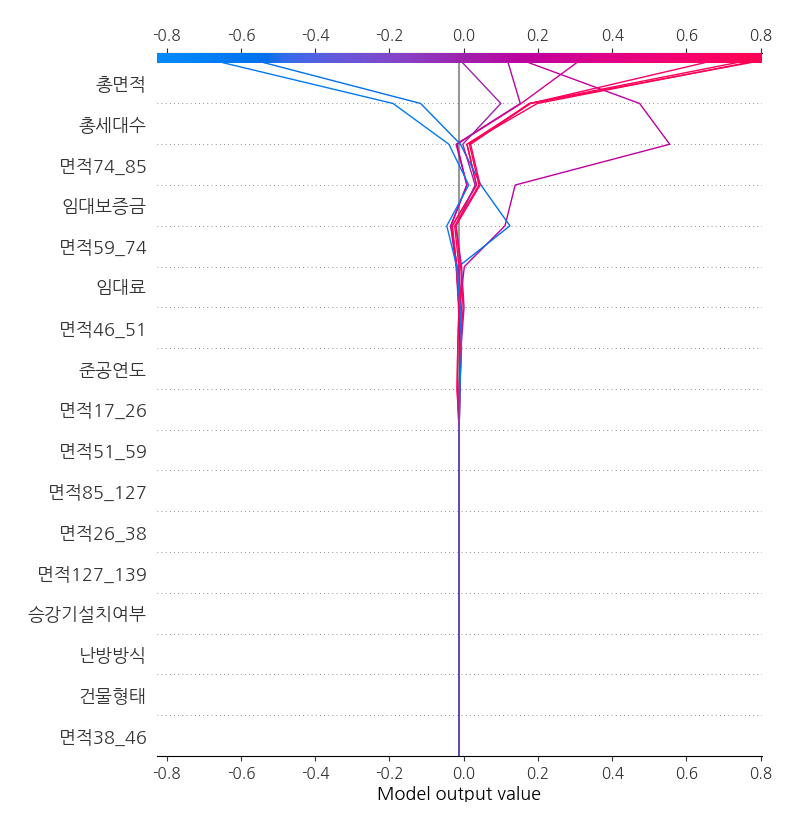 -0.8 -0.6 -0.4 -0.2 0.0 0.2 0.4 0.6 0.8
총면적
총세대수
면적74_85
임대보증금
면적59_74
임대료
면적46_51
준공연도
면적17_26
면적51_59
면적85_127
면적26_38
면적127_139
승강기설치여부
난방방식
건물형태
면적38_46
-0.8 -0.6 -0.4 -0.2 0.0 0.2 0.4 0.6 0.8
Model output value